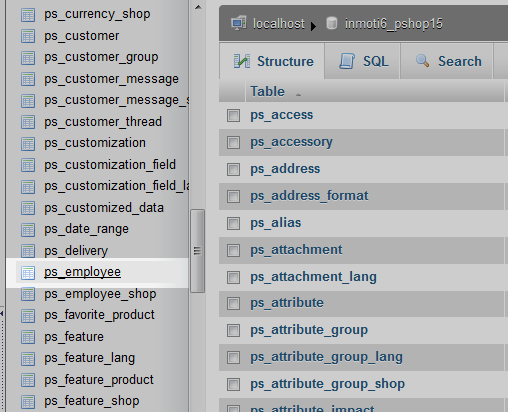 ps_currency_shop
ps_customer
ps_customer_group
ps_customer_message
ps_customer_message_s
ps_customer_thread
ps_customization
ps_customization_field
ps_customization_field_la
ps_customized_data
ps_date_range
ps_delivery
ps_employee
ps_employee_shop
ps_favorite_product
ps_feature
ps_feature_lang
ps_feature_product
ps_feature_shop
localhost inmoti6_pshop15
Structure SQL Search
Table
ps_access
ps_accessory
ps_address
ps_address_format
ps_alias
ps_attachment
ps_attachment_lang
ps_attribute
ps_attribute_group
ps_attribute_group_lang
ps_attribute_group_shop
ps_attribute_impact